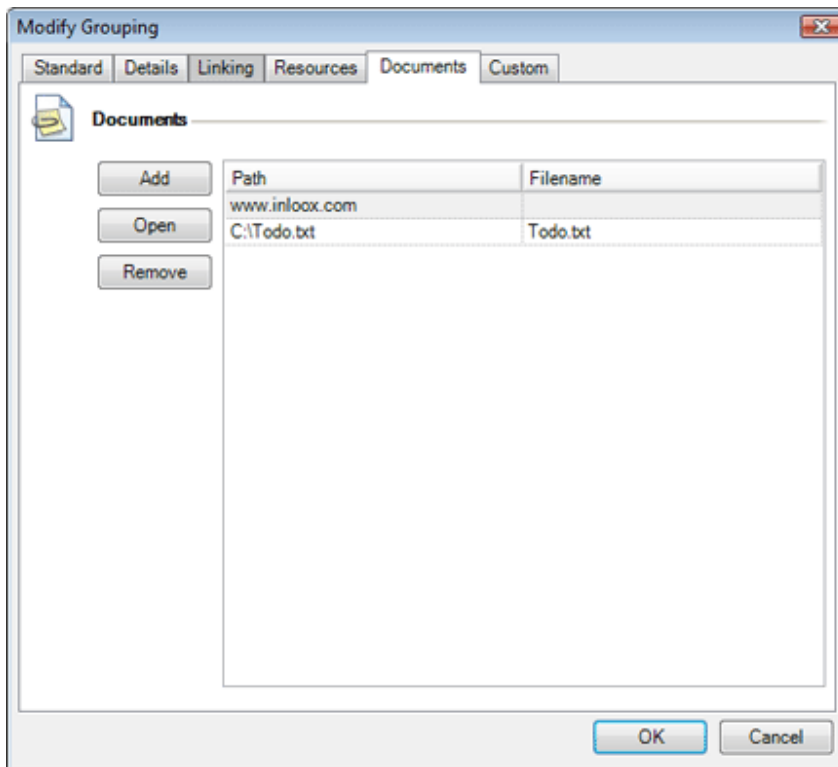 Modify Grouping
Standard Details Linking Resources Documents Custom
Documents
Add
Open
Remove
Path Filename
www.inloox.com
C:\Todo.txt Todo.txt
OK Cancel